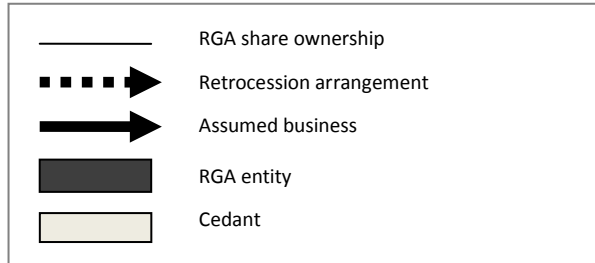 RGA share ownership
Retrocession arrangement
Assumed business
RGA entity
Cedant